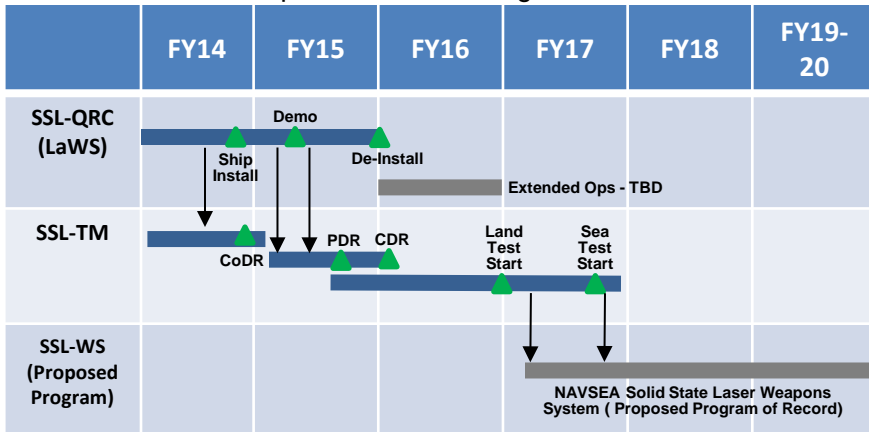 FY14 FY15 FY16 FY17 FY18 FY19-
20
SSL-QRC
(LaWS)
Demo
Ship
Install
De-Install
Extended Ops - TBD
SSL-TM
CoDR
PDR
CDR
Land
Test
Start
Sea
Test
Start
SSL-WS
(Proposed
Program)
NAVSEA Solid State Laser Weapons
System ( Proposed Program of Record)